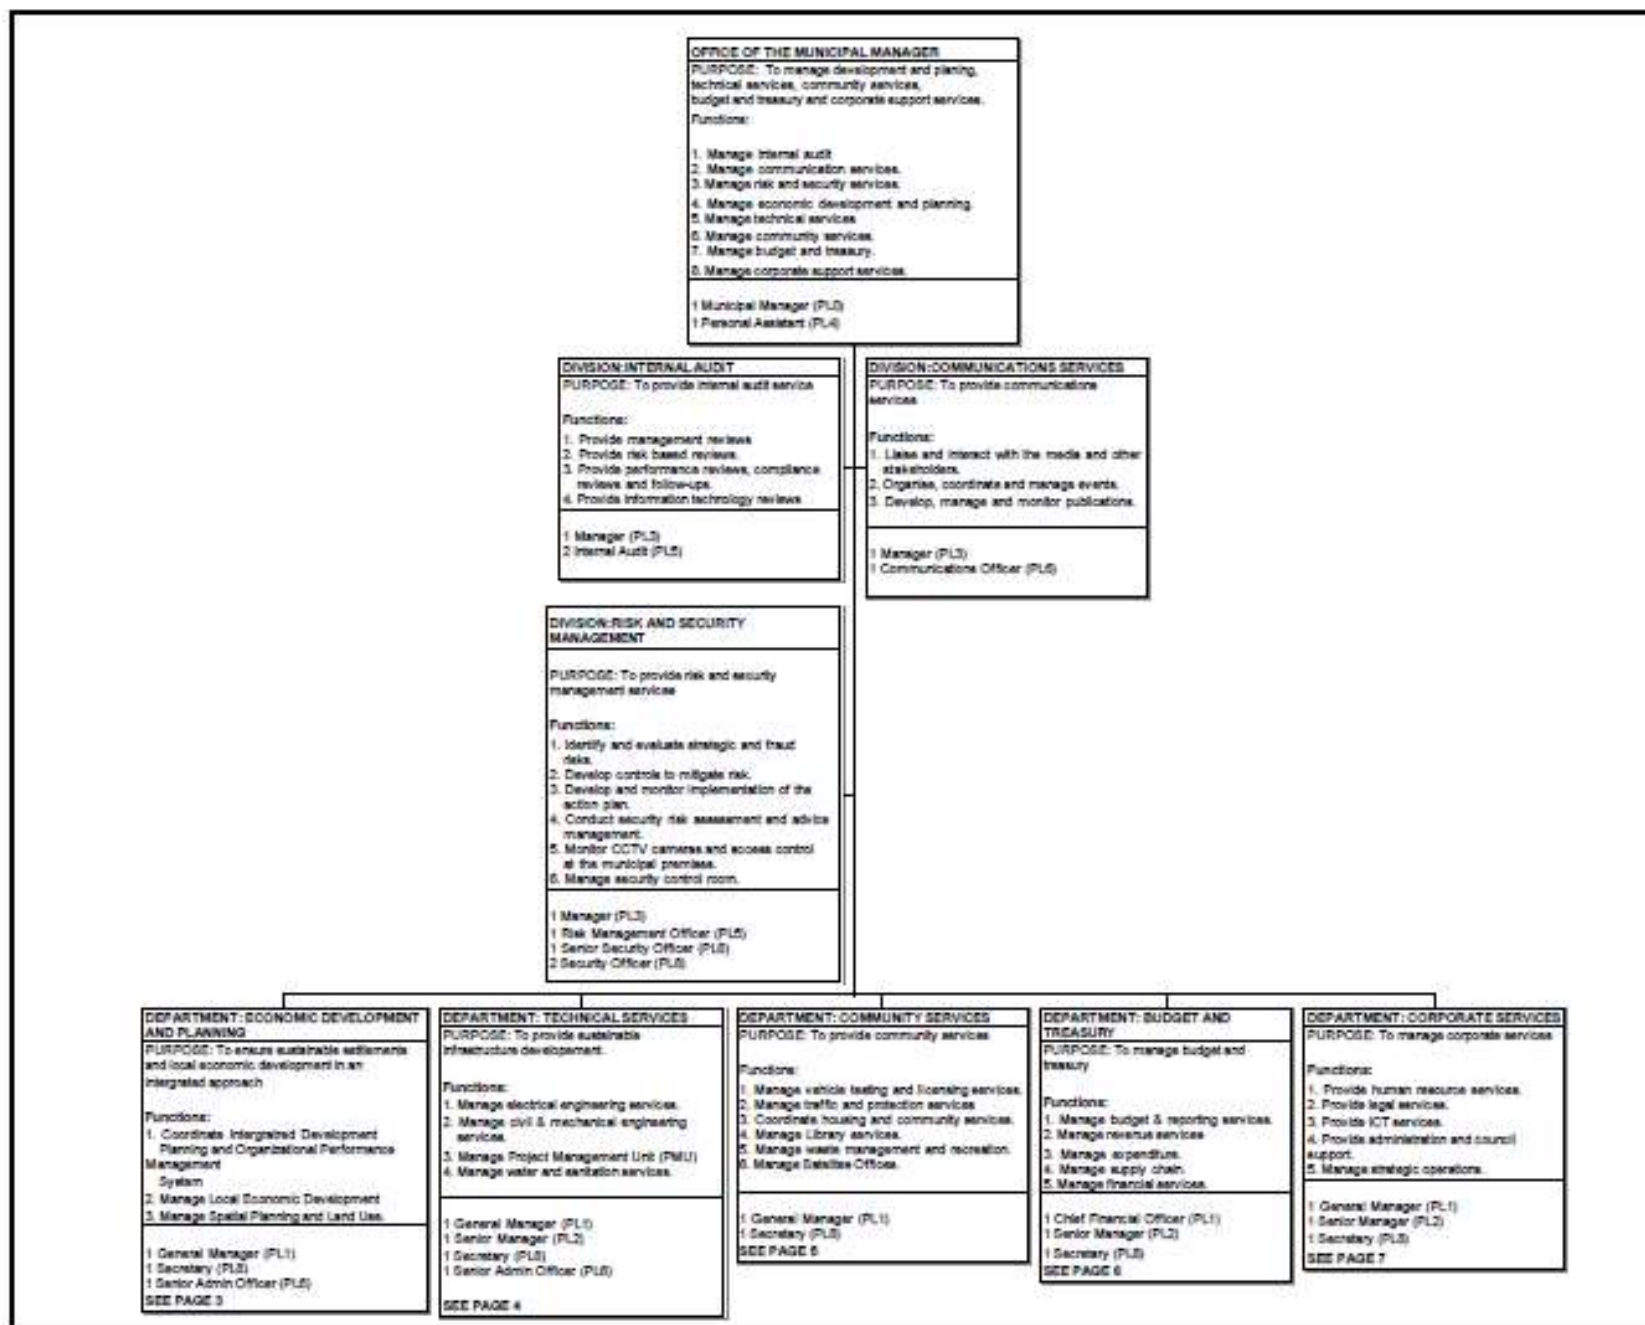 OFFICE OF THE MUNICIPAL MANAGER
PURPOSE: To manage development and planing,
technical services, community services,
budget and treasury and corporate support services.
Functions:
1. Manage internal audit
2. Manage communication services.
3. Manage risk and security services.
4. Manage economic development and planning.
5. Manage technical services
6. Manage community services.
7. Manage budget and treasury.
8. Manage corporate support services.
1 Municipal Manager
1 Personal Assistant (PL4)
DIVISION:INTERNAL AUDIT
PURPOSE: To provide internal audit service
Functions:
1. Provide management reviews
2. Provide risk based reviews.
3. Provide performance reviews, compliance
reviews and follow-ups.
4. Provide information technology reviews
1 Manager (PL3)
2 Internal Audit (PL5)
DIVISION:COMMUNICATIONS SERVICES
PURPOSE: To provide communications
services
Functions:
1. Liaise and interact with the media and other
stakeholders.
2. Organise, coordinate and manage events.
3. Develop, manage and monitor publications.
1 Manager (PL3)
1 Communications Officer
DIVISION:RISK AND SECURITY
MANAGEMENT
PURPOSE: To provide risk and security
management services
Functions:
1. Identify and evaluate strategic and fraud
risks.
2. Develop controls to mitigate risk.
3. Develop and monitor implementation of the
action plan.
4. Conduct security risk assessment and advice
management.
5. Monitor CCTV cameras and access control
at the municipal premises.
6. Manage security control room.
1 Manager (PL3)
1 Risk Management Officer (PL5)
1 Senior Security Officer
2 Security Officer
DEPARTMENT: ECONOMIC DEVELOPMENT
AND PLANNING
PURPOSE: To ensure sustainable settlements
and local economic development in an
intergrated approach
Functions:
1. Coordinate Intergrated Development
Planning and Organizational Performance
Management
System
2. Manage Local Economic Development
3. Manage Spatial Planning and Land Use.
1 General Manager (PL1)
1 Secretary
1 Senior Admin Officer
SEE PAGE 3
DEPARTMENT: TECHNICAL SERVICES
PURPOSE: To provide sustainable
infrastructure developement.
Functions:
1. Manage electrical engineering services.
2. Manage civil & mechanical engineering
services.
3. Manage Project Management Unit (PMU)
4. Manage water and sanitation services.
1 General Manager (PL1)
1 Senior Manager (PL2)
1 Secretary
1 Senior Admin Officer
SEE PAGE 4
DEPARTMENT: COMMUNITY SERVICES
PURPOSE: To provide community services
Functions:
1. Manage vehicle testing and licensing services.
2. Manage traffic and protection services
3. Coordinate housing and community services.
4. Manage Library services.
5. Manage waste management and recreation.
6. Manage Satellite Offices.
1 General Manager (PL1)
1 Secretary
SEE PAGE 5
DEPARTMENT: BUDGET AND
TREASURY
PURPOSE: To manage budget and
treasury
Functions:
1. Manage budget & reporting services.
2. Manage revenue services
3. Manage expenditure.
4. Manage supply chain.
5. Manage financial services.
1 Chief Financial Officer (PL1)
1 Senior Manager (PL2)
1 Secretary
SEE PAGE 6
DEPARTMENT: CORPORATE SERVICES
PURPOSE: To manage corporate services
Functions:
1. Provide human resource services.
2. Provide legal services.
3. Provide ICT services.
4. Provide administration and council
support.
5. Manage strategic operations.
1 General Manager (PL1)
1 Senior Manager (PL2)
1 Secretary
SEE PAGE 7